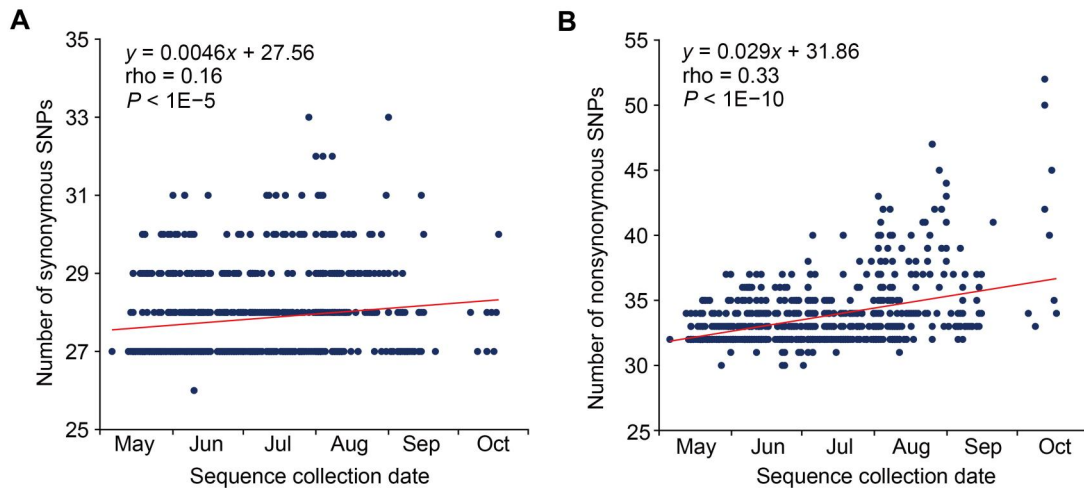 A
y = 0.0046x + 27.56
rho = 0.16
P < 1E−5
Number of synonymous SNPs
35
33
31
29
27
25
May Jun Jul Aug Sep Oct
Sequence collection date
B
y = 0.029x + 31.86
rho = 0.33
P < 1E−10
Number of nonsynonymous SNPs
55
50
45
40
35
30
25
May Jun Jul Aug Sep Oct
Sequence collection date